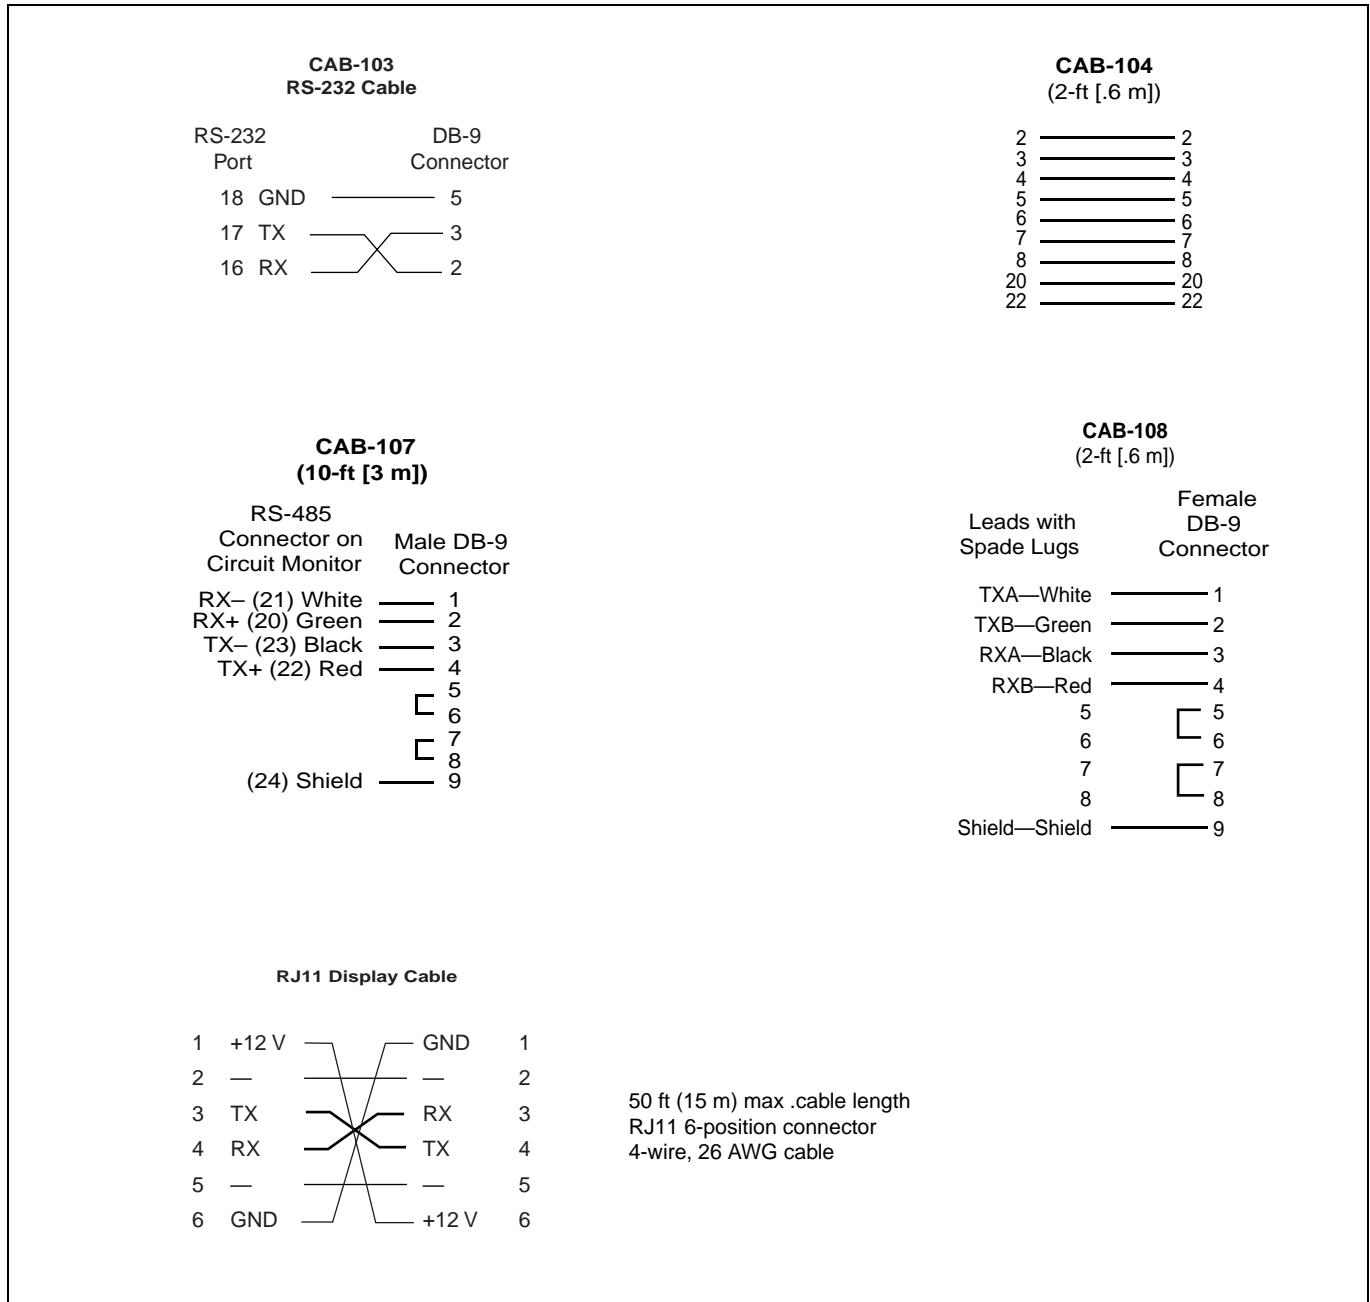 CAB-103
RS-232 Cable
RS-232
Port
DB-9
Connector
18 GND 5
17 TX 3
16 RX 2
CAB-104
(2-ft [.6 m])
2 2
3 3
4 4
5 5
6 6
7 7
8 8
20 20
22 22
CAB-107
(10-ft [3 m])
RS-485
Connector on
Circuit Monitor
Male DB-9
Connector
RX– (21) White 1
RX+ (20) Green 2
TX– (23) Black 3
TX+ (22) Red 4
5
6
7
8
(24) Shield 9
CAB-108
(2-ft [.6 m])
Leads with
Spade Lugs
Female
DB-9
Connector
TXA—White 1
TXB—Green 2
RXA—Black 3
RXB—Red 4
5 5
6 6
7 7
8 8
Shield—Shield 9
RJ11 Display Cable
1 +12 V GND 1
2 — — 2
3 TX RX 3
4 RX TX 4
5 — — 5
6 GND +12 V 6
50 ft (15 m) max .cable length
RJ11 6-position connector
4-wire, 26 AWG cable